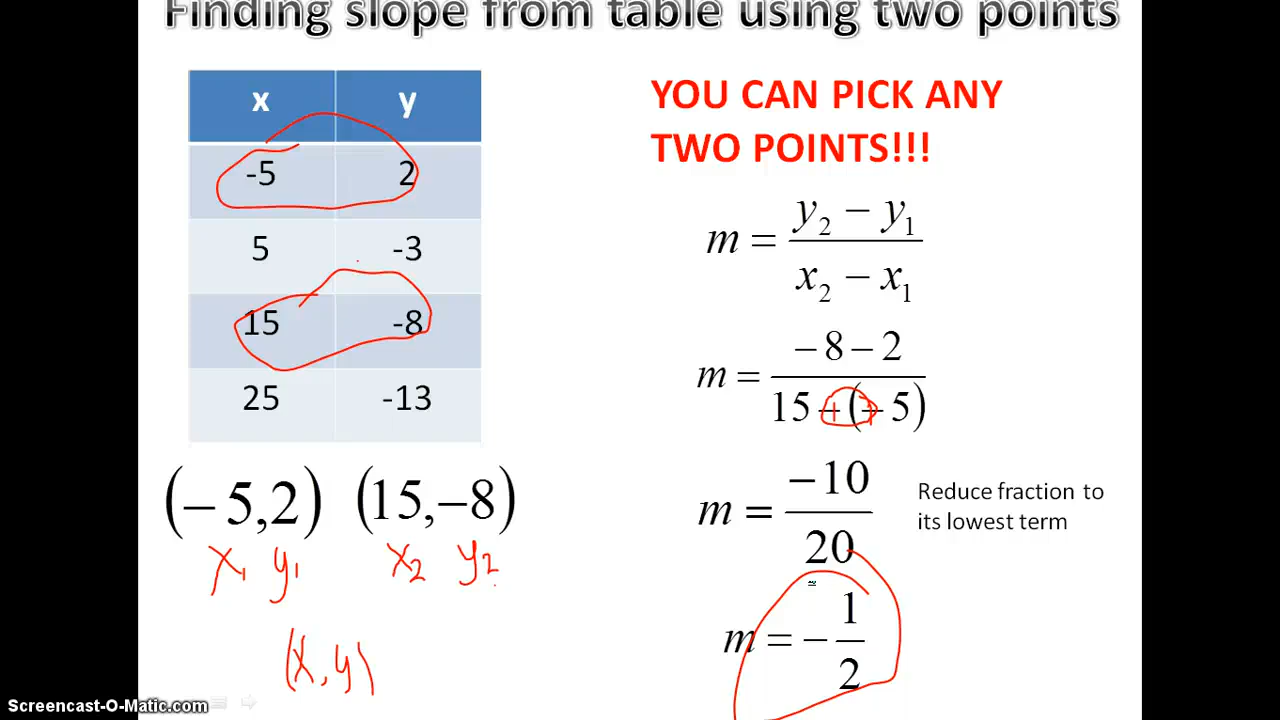 Finding slope from table using two points
x y
-5 2
5 -3
15 -8
25 -13
(−5,2) (15,−8)
x₁ y₁ x₂ y₂
(x,y)
YOU CAN PICK ANY
TWO POINTS!!!
m = (y₂ − y₁)/(x₂ − x₁)
m = (−8−2)/(15−(−5))
+ +
m = −10/20
Reduce fraction to
its lowest term
m = −1/2
Screencast-O-Matic.com